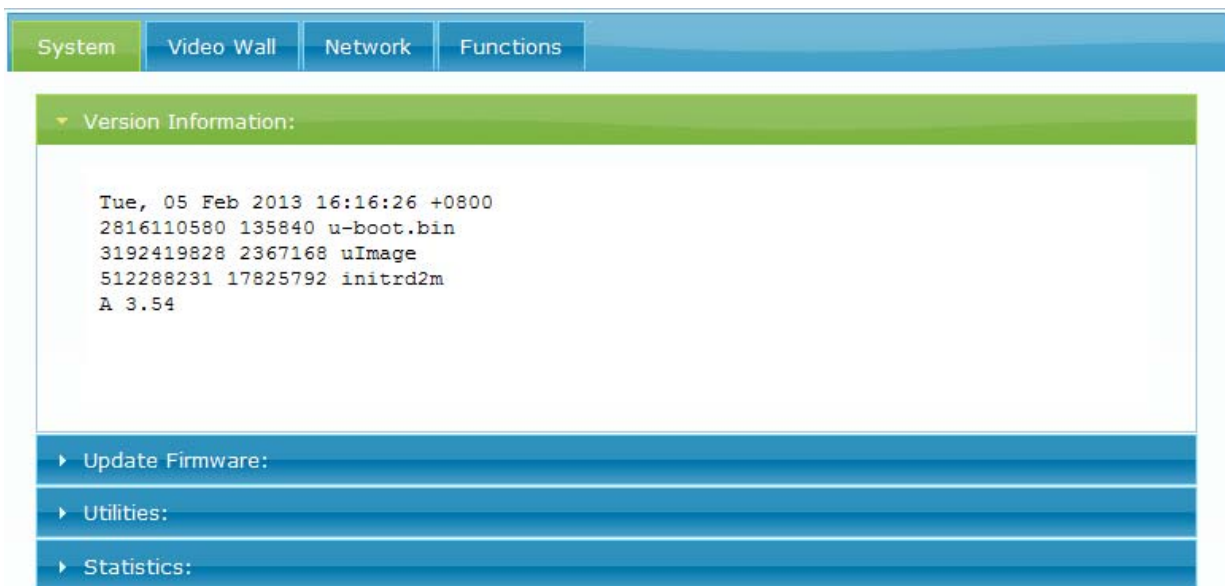 System Video Wall Network Functions
Version Information:
Tue, 05 Feb 2013 16:16:26 +0800
2816110580 135840 u-boot.bin
3192419828 2367168 uImage
512288231 17825792 initrd2m
A 3.54
Update Firmware:
Utilities:
Statistics: